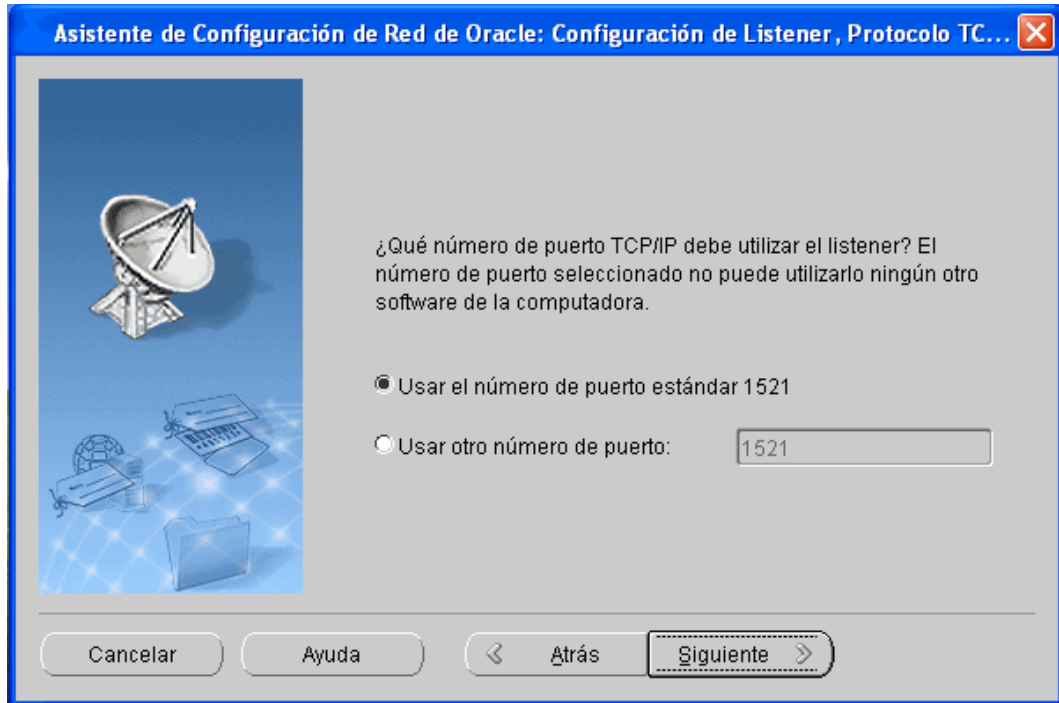 Asistente de Configuración de Red de Oracle: Configuración de Listener, Protocolo TC...
¿Qué número de puerto TCP/IP debe utilizar el listener? El
número de puerto seleccionado no puede utilizarlo ningún otro
software de la computadora.
Usar el número de puerto estándar 1521
Usar otro número de puerto: 1521
Cancelar Ayuda Atrás Siguiente